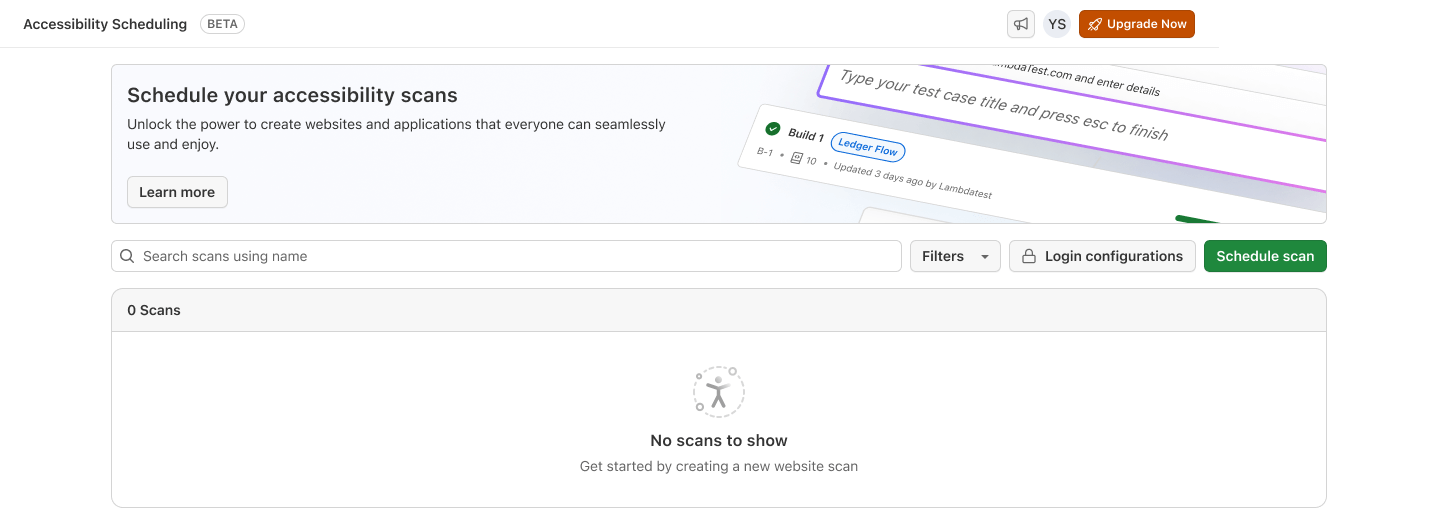 Accessibility Scheduling
BETA
YS
Upgrade Now
Schedule your accessibility scans
Unlock the power to create websites and applications that everyone can seamlessly
use and enjoy.
Learn more
LambdaTest.com and enter details
Type your test case title and press esc to finish
Build 1
Ledger Flow
B-1 • 10 • Updated 3 days ago by Lambdatest
Search scans using name
Filters
Login configurations
Schedule scan
0 Scans
No scans to show
Get started by creating a new website scan